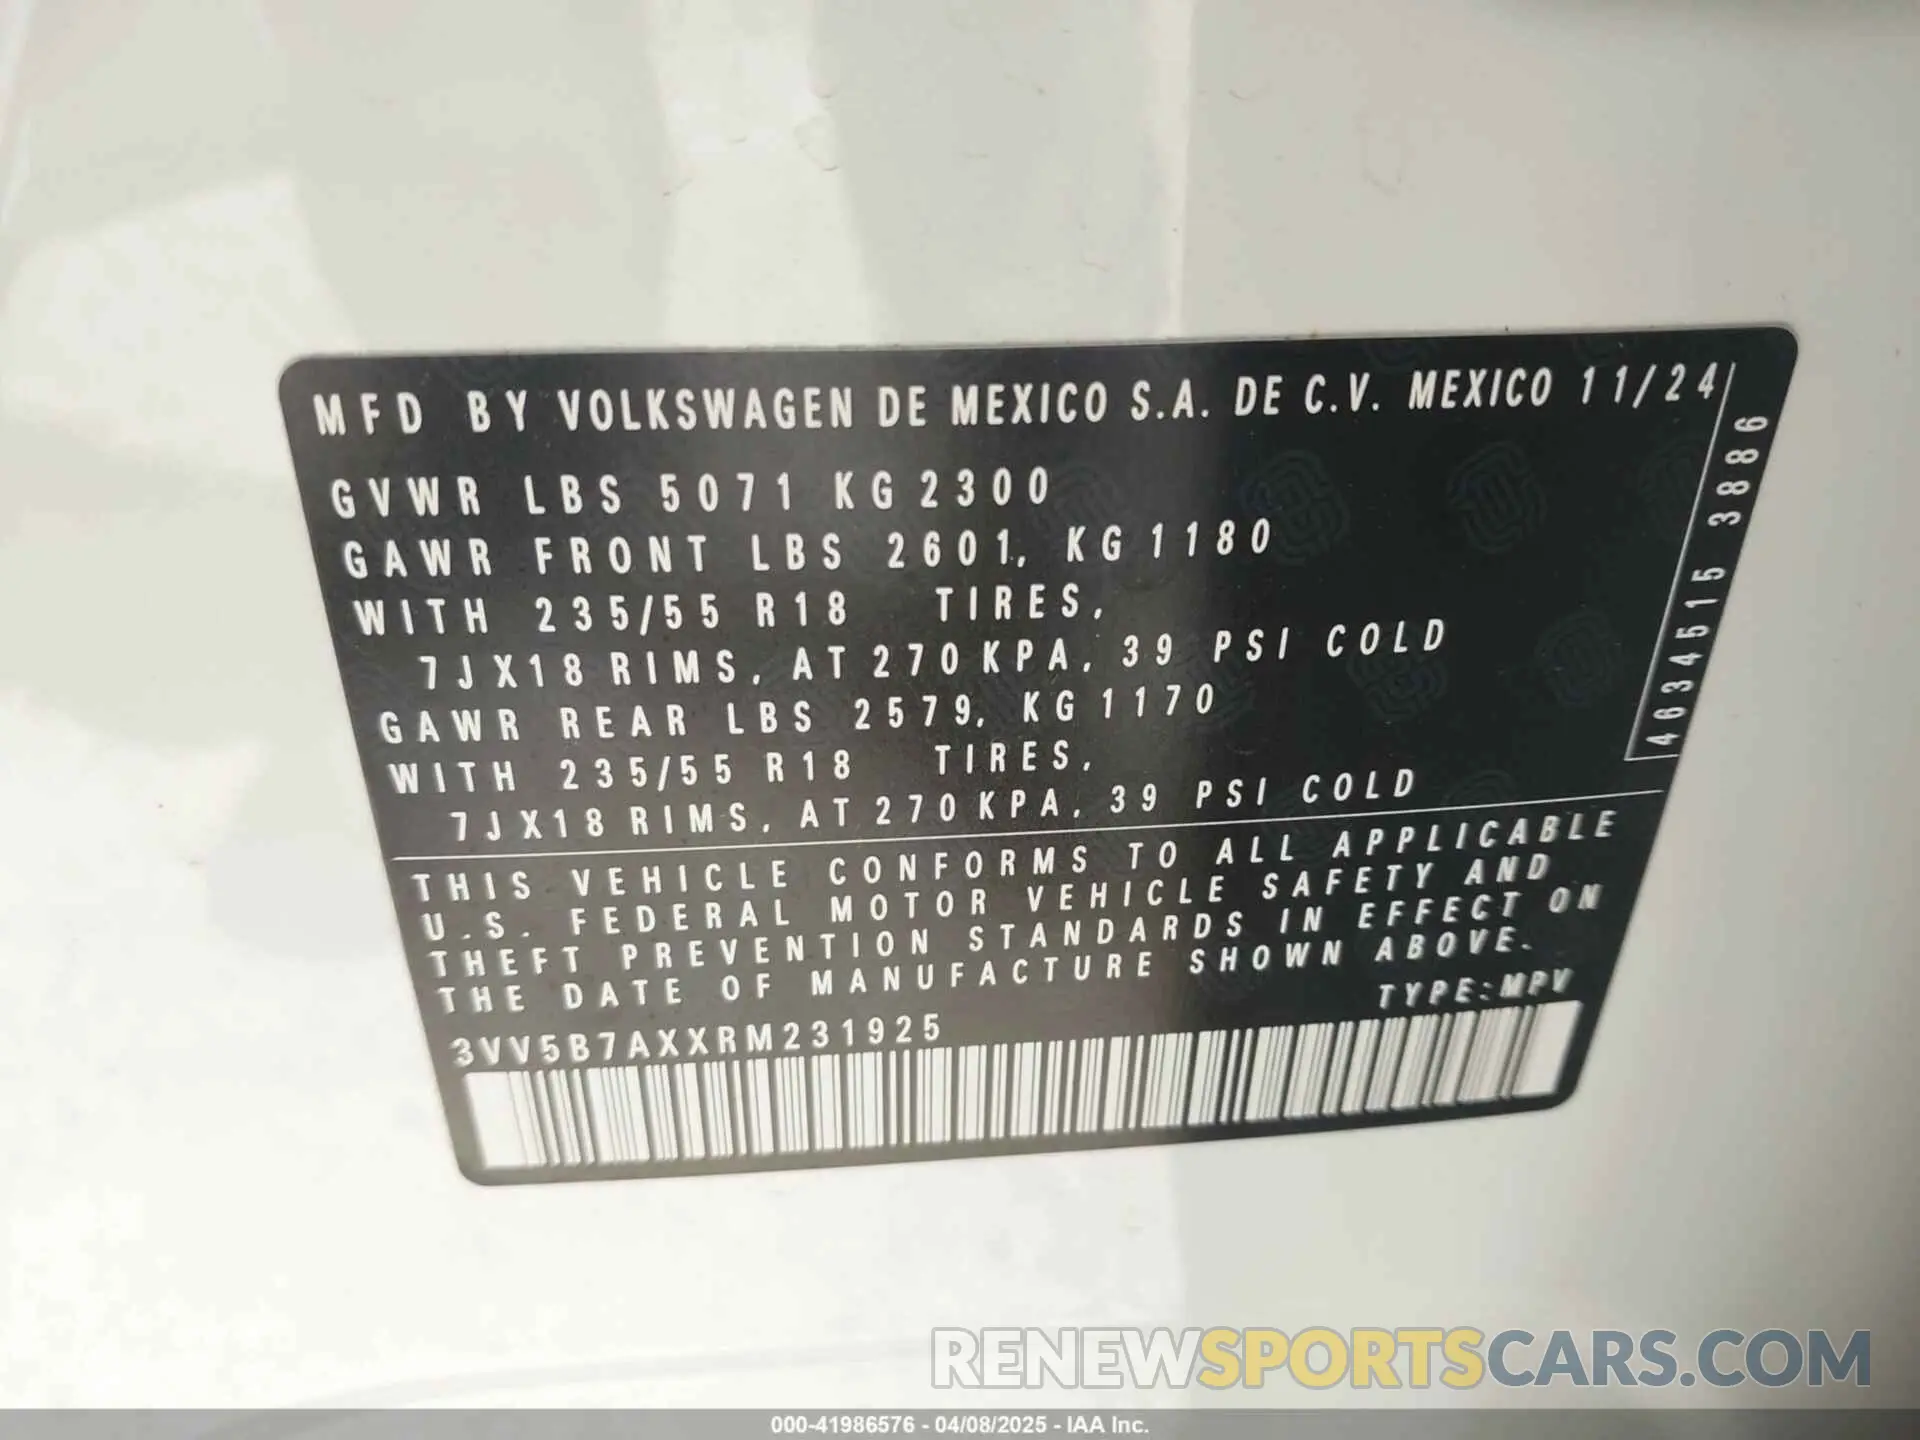 MFD BY VOLKSWAGEN DE MEXICO S.A. DE C.V. MEXICO 11/24
GVWR LBS 5071 KG 2300
GAWR FRONT LBS 2601, KG 1180
WITH 235/55 R18 TIRES,
7JX18 RIMS, AT 270 KPA, 39 PSI COLD
GAWR REAR LBS 2579, KG 1170
WITH 235/55 R18 TIRES,
7JX18 RIMS, AT 270 KPA, 39 PSI COLD
4634515 3886
THIS VEHICLE CONFORMS TO ALL APPLICABLE
U.S. FEDERAL MOTOR VEHICLE SAFETY AND
THEFT PREVENTION STANDARDS IN EFFECT ON
THE DATE OF MANUFACTURE SHOWN ABOVE.
TYPE:MPV
3VV5B7AXXRM231925
RENEWSPORTSCARS.COM
000-41986576 - 04/08/2025 - IAA Inc.